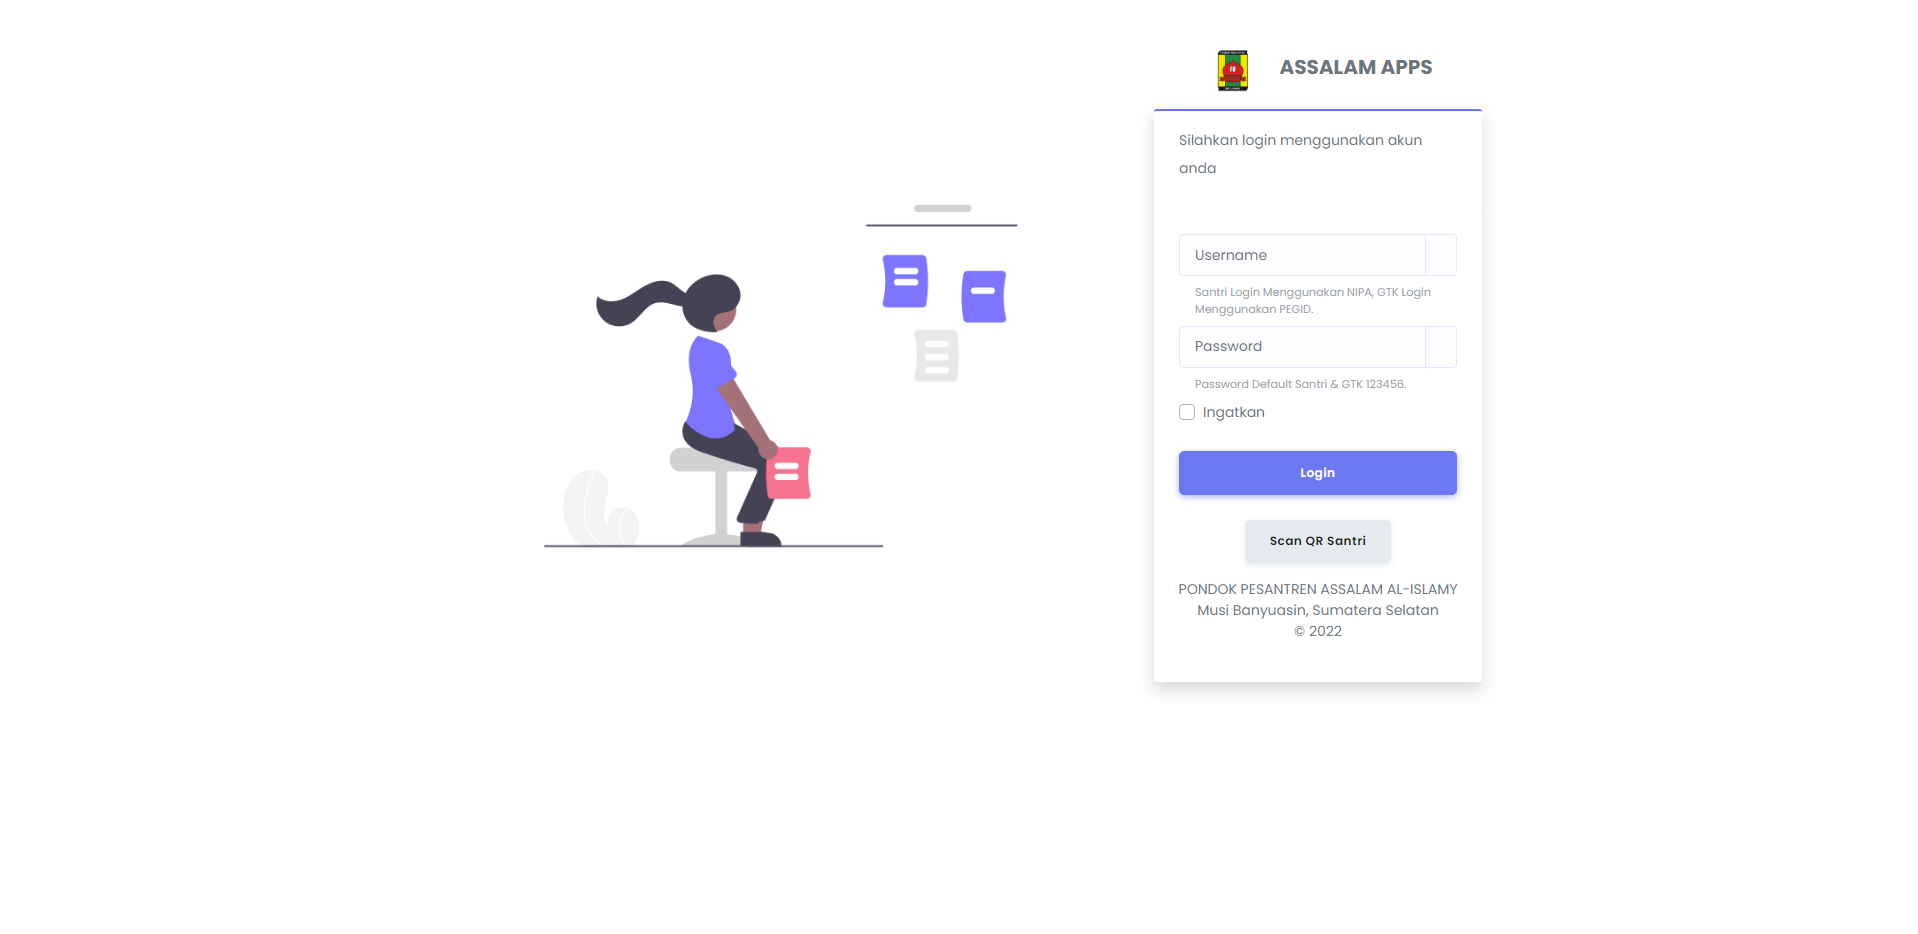 ASSALAM APPS
Silahkan login menggunakan akun
anda
Username
Santri Login Menggunakan NIPA, GTK Login
Menggunakan PEGID.
Password
Password Default Santri & GTK 123456.
Ingatkan
Login
Scan QR Santri
PONDOK PESANTREN ASSALAM AL-ISLAMY
Musi Banyuasin, Sumatera Selatan
© 2022